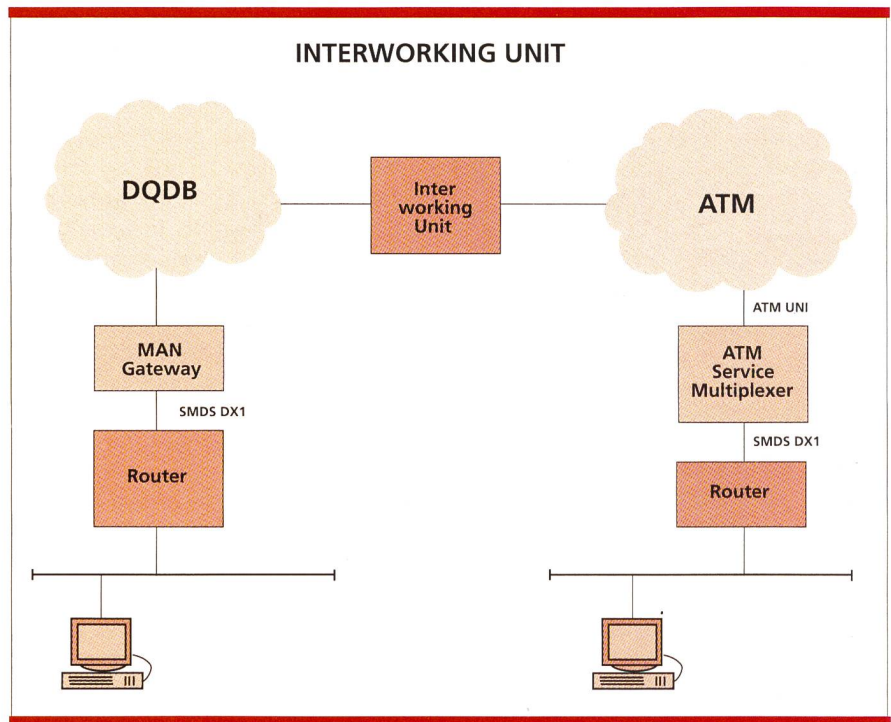 INTERWORKING UNIT
DQDB
Inter
working
Unit
ATM
ATM UNI
MAN
Gateway
ATM
Service
Multiplexer
SMDS DX1
SMDS DX1
Router
Router